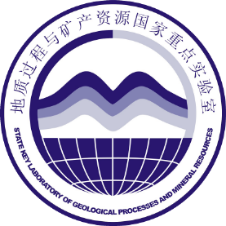 地质过程与矿产资源国家重点实验室
STATE KEY LABORATORY OF GEOLOGICAL PROCESSES AND MINERAL RESOURCES